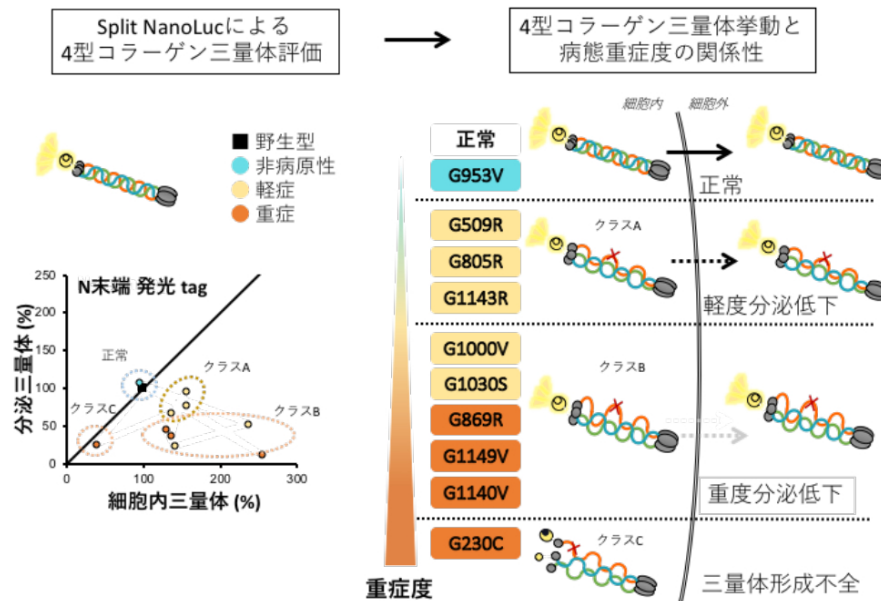 Split NanoLucによる
4型コラーゲン三量体評価
4型コラーゲン三量体挙動と
病態重症度の関係性
野生型
非病原性
軽症
重症
N末端 発光 tag
分泌三量体 (%)
250
200
150
100
50
0
0
100
200
300
細胞内三量体 (%)
正常
クラスA
クラスB
クラスC
細胞内
細胞外
正常
G953V
正常
G509R
G805R
G1143R
クラスA
軽度分泌低下
G1000V
G1030S
G869R
G1149V
G1140V
クラスB
重度分泌低下
G230C
クラスC
三量体形成不全
重症度